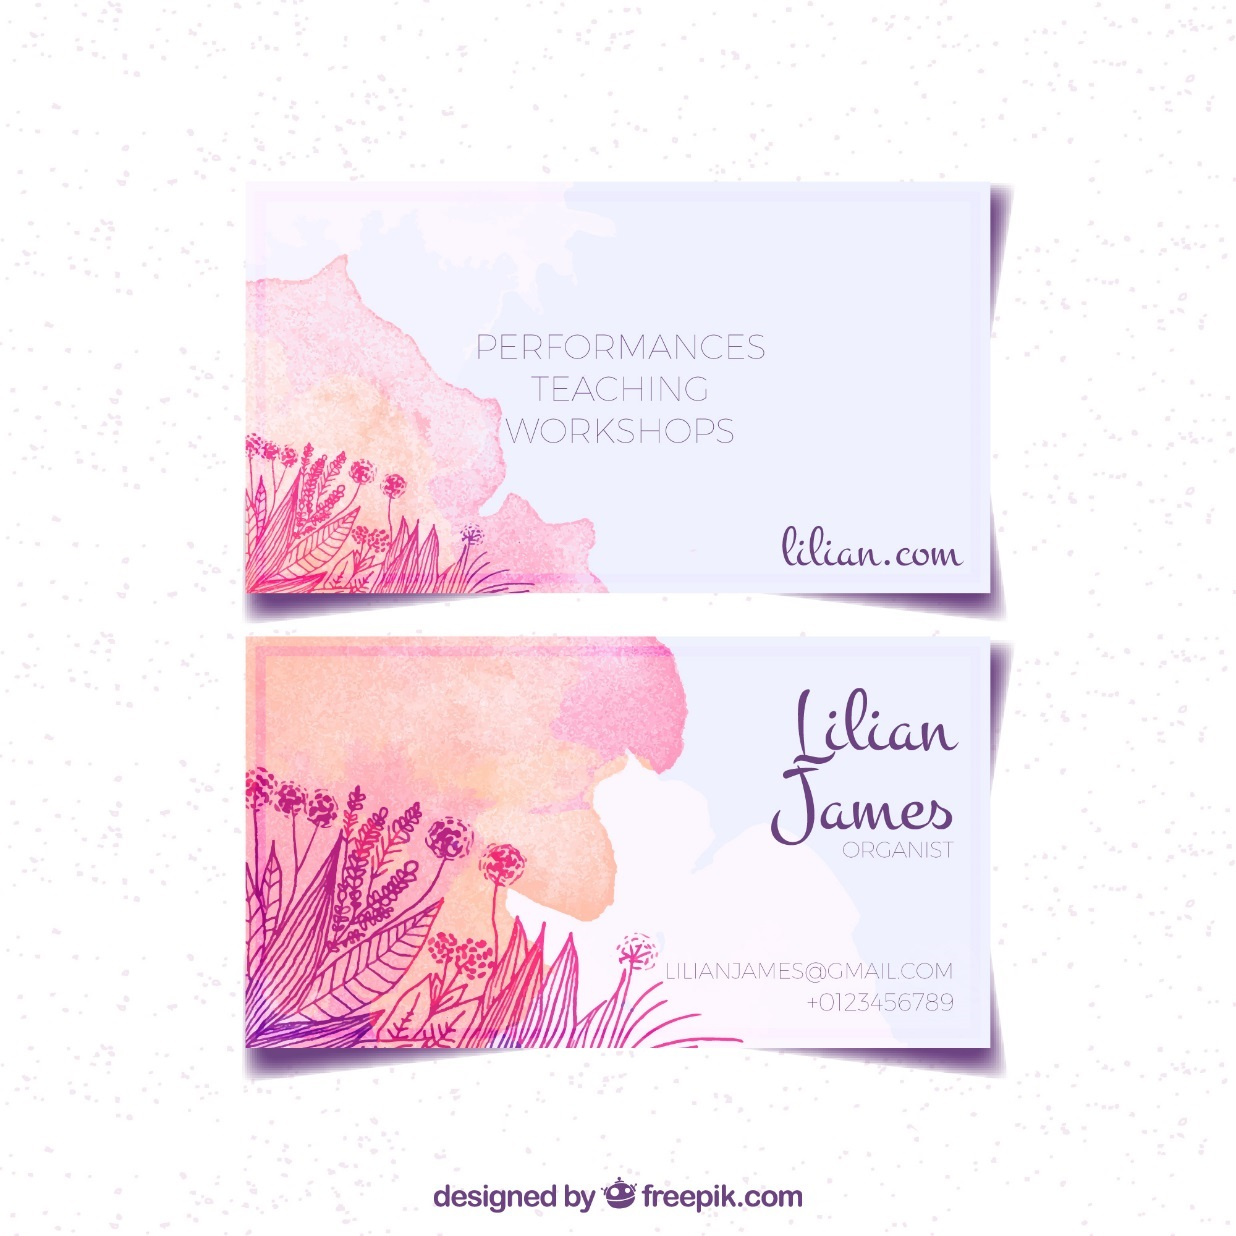 PERFORMANCES
TEACHING
WORKSHOPS
lilian.com
Lilian
James
ORGANIST
LILIANJAMES@GMAIL.COM
+0123456789
designed by freepik.com